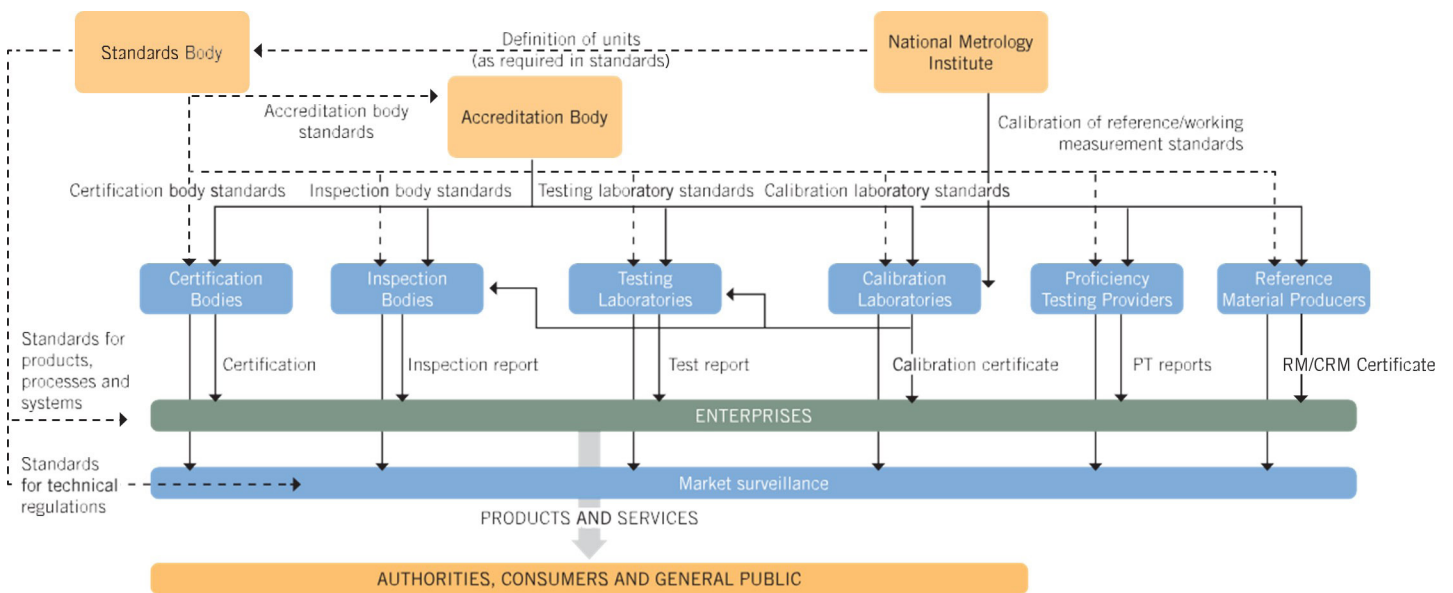 Standards Body
Definition of units
(as required in standards)
National Metrology
Institute
Accreditation body
standards
Accreditation Body
Calibration of reference/working
measurement standards
Certification body standards
Inspection body standards
Testing laboratory standards
Calibration laboratory standards
Certification
Bodies
Inspection
Bodies
Testing
Laboratories
Calibration
Laboratories
Proficiency
Testing Providers
Reference
Material Producers
Standards for
products,
processes and
systems
Certification
Inspection report
Test report
Calibration certificate
PT reports
RM/CRM Certificate
ENTERPRISES
Standards
for technical
regulations
Market surveillance
PRODUCTS AND SERVICES
AUTHORITIES, CONSUMERS AND GENERAL PUBLIC